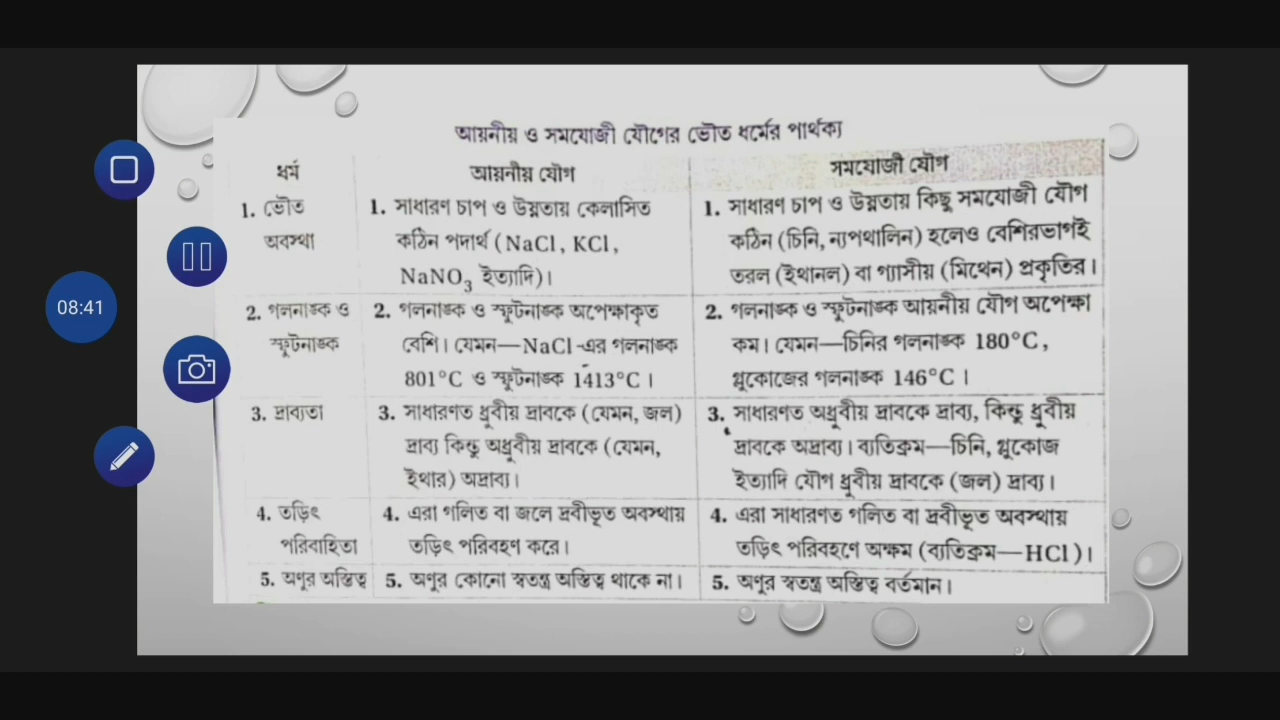 আয়নীয় ও সমযোজী যৌগের ভৌত ধর্মের পার্থক্য
ধর্ম
আয়নীয় যৌগ
সমযোজী যৌগ
1. ভৌত
অবস্থা
1. সাধারণ চাপ ও উষ্ণতায় কেলাসিত
কঠিন পদার্থ (NaCl, KCl,
NaNO₃ ইত্যাদি)।
1. সাধারণ চাপ ও উষ্ণতায় কিছু সমযোজী যৌগ
কঠিন (চিনি, ন্যপথালিন) হলেও বেশিরভাগই
তরল (ইথানল) বা গ্যাসীয় (মিথেন) প্রকৃতির।
2. গলনাঙ্ক ও
স্ফুটনাঙ্ক
2. গলনাঙ্ক ও স্ফুটনাঙ্ক অপেক্ষাকৃত
বেশি। যেমন—NaCl-এর গলনাঙ্ক
801°C ও স্ফুটনাঙ্ক 1413°C।
2. গলনাঙ্ক ও স্ফুটনাঙ্ক আয়নীয় যৌগ অপেক্ষা
কম। যেমন—চিনির গলনাঙ্ক 180°C,
গ্লুকোজের গলনাঙ্ক 146°C।
3. দ্রাব্যতা
3. সাধারণত ধ্রুবীয় দ্রাবকে (যেমন, জল)
দ্রাব্য কিন্তু অধ্রুবীয় দ্রাবকে (যেমন,
ইথার) অদ্রাব্য।
3. সাধারণত অধ্রুবীয় দ্রাবকে দ্রাব্য, কিন্তু ধ্রুবীয়
দ্রাবকে অদ্রাব্য। ব্যতিক্রম—চিনি, গ্লুকোজ
ইত্যাদি যৌগ ধ্রুবীয় দ্রাবকে (জল) দ্রাব্য।
4. তড়িৎ
পরিবাহিতা
4. এরা গলিত বা জলে দ্রবীভূত অবস্থায়
তড়িৎ পরিবহণ করে।
4. এরা সাধারণত গলিত বা দ্রবীভূত অবস্থায়
তড়িৎ পরিবহণে অক্ষম (ব্যতিক্রম—HCl)।
5. অণুর অস্তিত্ব
5. অণুর কোনো স্বতন্ত্র অস্তিত্ব থাকে না।
5. অণুর স্বতন্ত্র অস্তিত্ব বর্তমান।
08:41